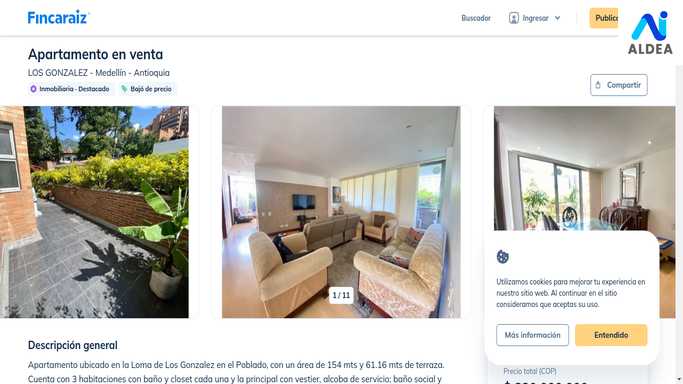 Fincaraiz
Buscador
Ingresar
Public
ALDEA
Apartamento en venta
LOS GONZALEZ - Medellín - Antioquia
Inmobiliaria - Destacado
Bajó de precio
Compartir
1 / 11
Utilizamos cookies para mejorar tu experiencia en
nuestro sitio web. Al continuar en el sitio
consideramos que aceptas su uso.
Más información
Entendido
Descripción general
Apartamento ubicado en la Loma de Los Gonzalez en el Poblado, con un área de 154 mts y 61.16 mts de terraza.
Cuenta con 3 habitaciones con baño y closet cada una y la principal con vestier, alcoba de servicio; baño social y
Precio total (COP)